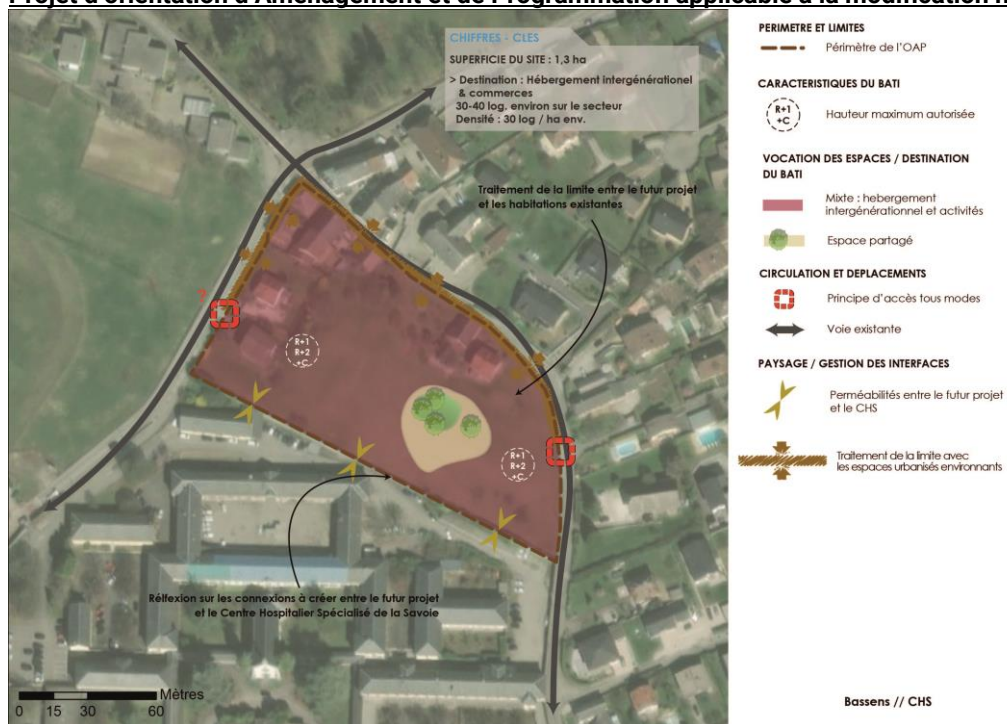 Projet d'orientation d'Aménagement et de Programmation applicable à la modification n
CHIFFRES - CLES
SUPERFICIE DU SITE : 1,3 ha
> Destination : Hébergement intergénérationel
& commerces
30-40 log. environ sur le secteur
Densité : 30 log / ha env.
Traitement de la limite entre le futur projet
et les habitations existantes
?
R+1
R+2
+C
R+1
R+2
+C
Rélfexion sur les connexions à créer entre le futur projet
et le Centre Hospitalier Spécialisé de la Savoie
Mètres
0 15 30 60
PERIMETRE ET LIMITES
Périmètre de l'OAP
CARACTERISTIQUES DU BATI
R+1
+C
Hauteur maximum autorisée
VOCATION DES ESPACES / DESTINATION
DU BATI
Mixte : hebergement
intergénérationnel et activités
Espace partagé
CIRCULATION ET DEPLACEMENTS
Principe d'accès tous modes
Voie existante
PAYSAGE / GESTION DES INTERFACES
Perméabilités entre le futur projet
et le CHS
Traitement de la limite avec
les espaces urbanisés environnants
Bassens // CHS